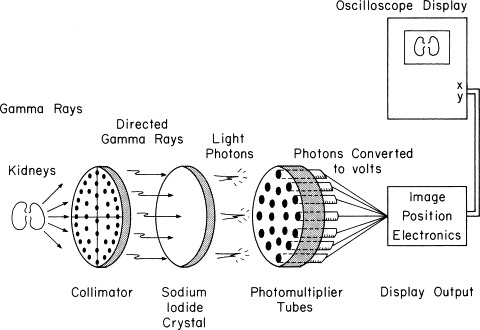 Oscilloscope Display
x
y
Gamma Rays
Directed
Gamma Rays
Light
Photons
Photons Converted
to volts
Kidneys
Image
Position
Electronics
Collimator
Sodium
Iodide
Crystal
Photomultiplier
Tubes
Display Output